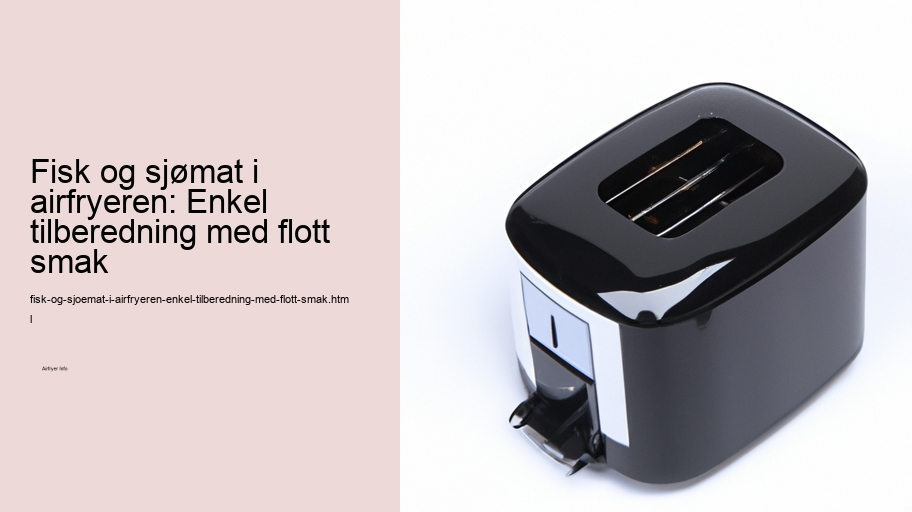 Fisk og sjømat i
airfryeren: Enkel
tilberedning med flott
smak
fisk-og-sjoemat-i-airfryeren-enkel-tilberedning-med-flott-smak.htm
l
Airfryer Info